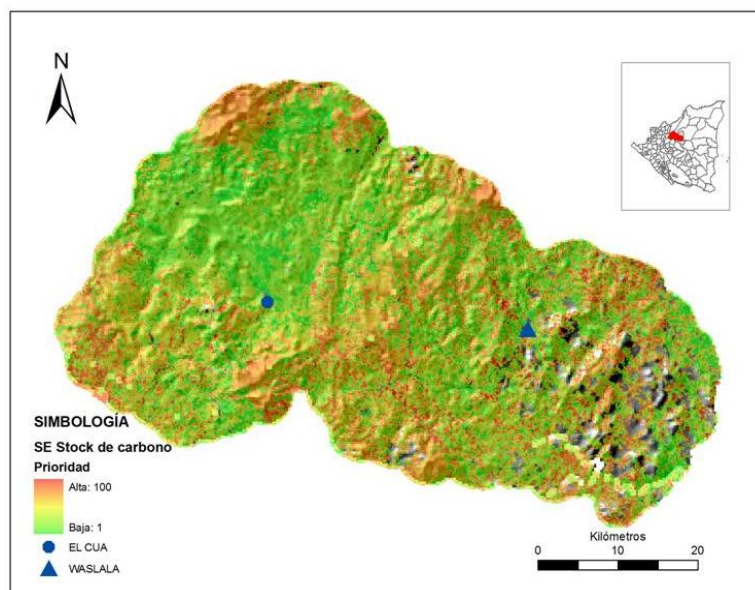 N
SIMBOLOGÍA
SE Stock de carbono
Prioridad
Alta: 100
Baja: 1
EL CUA
WASLALA
Kilómetros
0 10 20